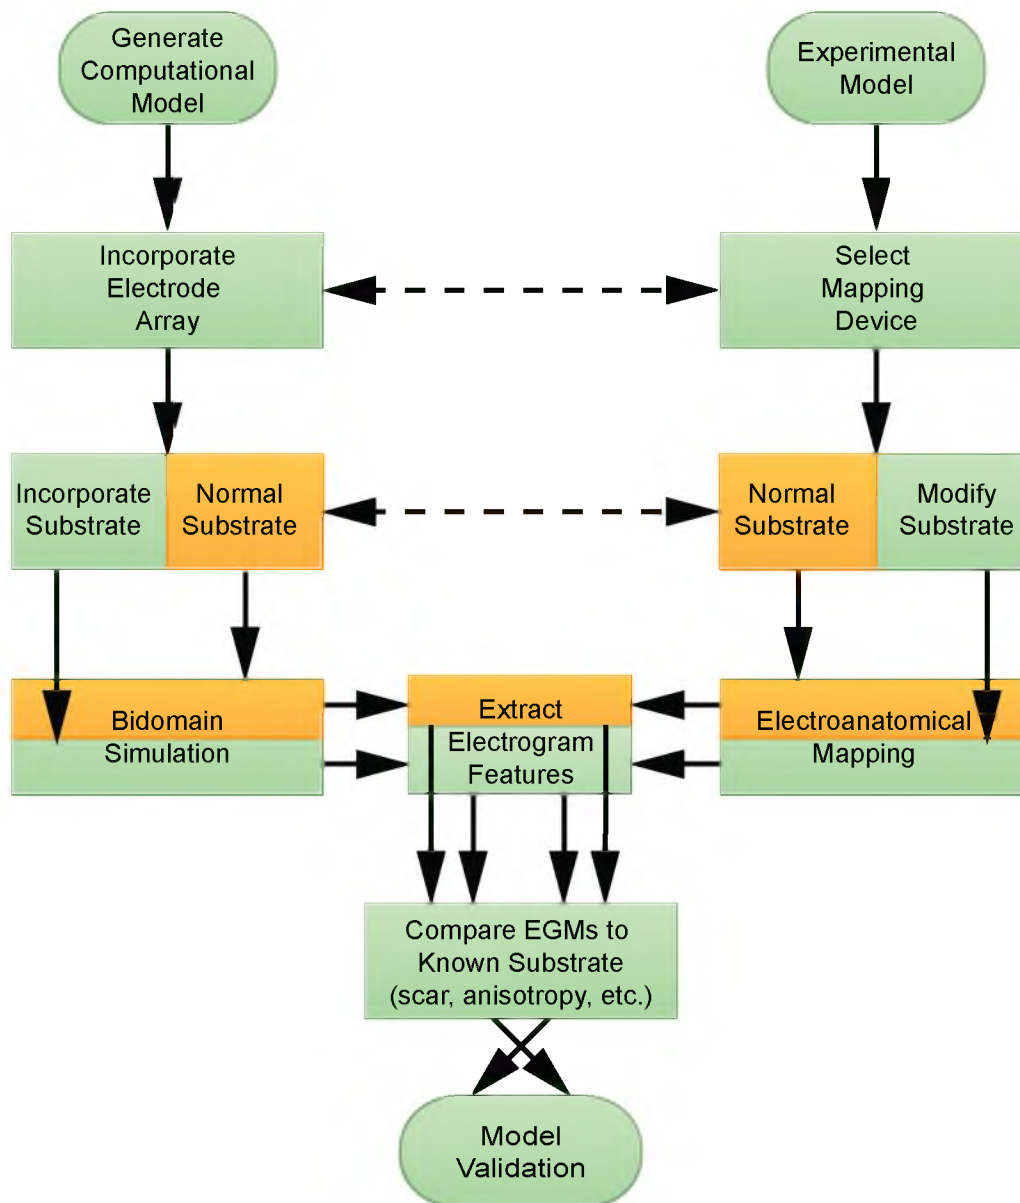 Generate
Computational
Model
Experimental
Model
Incorporate
Electrode
Array
Select
Mapping
Device
Incorporate
Substrate
Normal
Substrate
Normal
Substrate
Modify
Substrate
Bidomain
Simulation
Extract
Electrogram
Features
Electroanatomical
Mapping
Compare EGMs to
Known Substrate
(scar, anisotropy, etc.)
Model
Validation